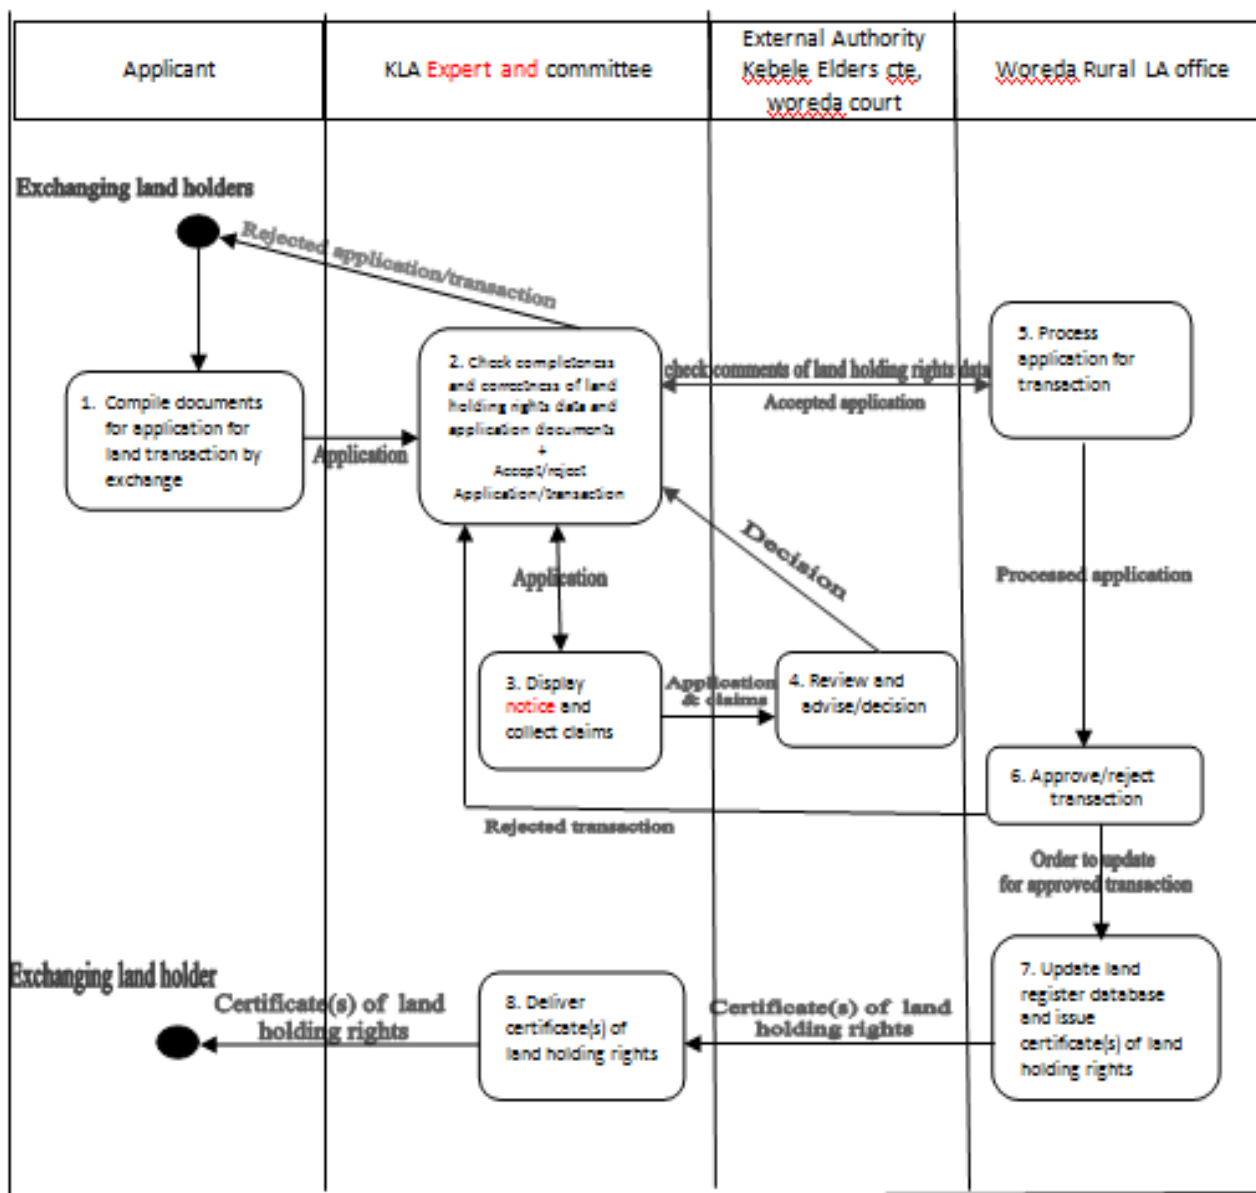 Applicant
KLA Expert and committee
External Authority
Kebele Elders cte,
woreda court
Woreda Rural LA office
Exchanging land holders
Rejected application/transaction
1. Compile documents
for application for
land transaction by
exchange
Application
2. Check completeness
and correctness of land
holding rights data and
application documents
+
Accept/reject
Application/transaction
check comments of land holding rights data
Accepted application
5. Process
application for
transaction
Application
Decision
Processed application
3. Display
notice and
collect claims
Application
& claims
4. Review and
advise/decision
6. Approve/reject
transaction
Rejected transaction
Order to update
for approved transaction
Exchanging land holder
Certificate(s) of land
holding rights
8. Deliver
certificate(s) of
land holding rights
Certificate(s) of land
holding rights
7. Update land
register database
and issue
certificate(s) of land
holding rights